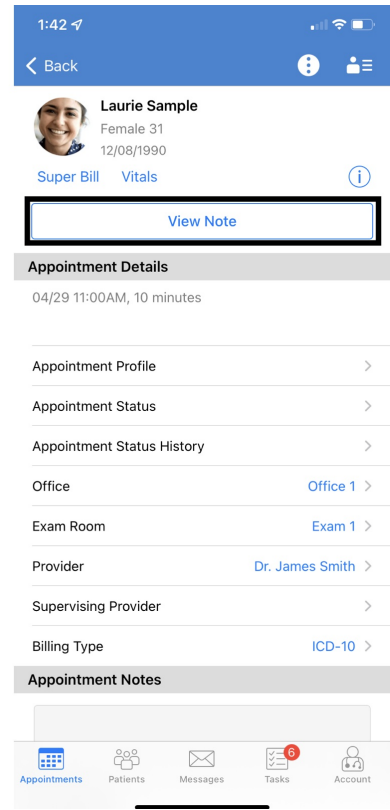 1:42
Back
Laurie Sample
Female 31
12/08/1990
Super Bill Vitals
View Note
Appointment Details
04/29 11:00AM, 10 minutes
Appointment Profile
Appointment Status
Appointment Status History
Office Office 1
Exam Room Exam 1
Provider Dr. James Smith
Supervising Provider
Billing Type ICD-10
Appointment Notes
6
Appointments Patients Messages Tasks Account